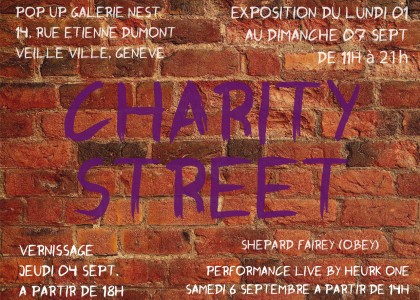 POP UP GALERIE NEST
14, RUE ETIENNE DUMONT
VEILLE VILLE, GENEVE
EXPOSITION DU LUNDI 01
AU DIMANCHE 07 SEPT
DE 11H à 21h
CHARITY
STREET
VERNISSAGE
JEUDI 04 SEPT.
A PARTIR DE 18H
SHEPARD FAIREY (OBEY)
PERFORMANCE LIVE BY HEURK ONE
SAMEDI 6 SEPTEMBRE A PARTIR DE 14H